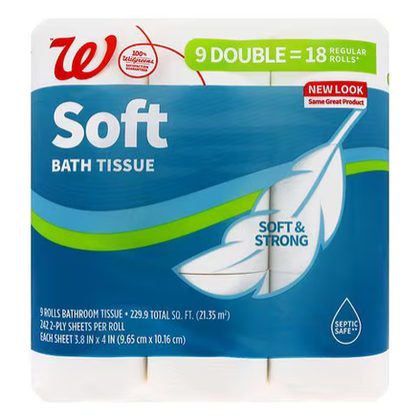 W
100%
Walgreens
SATISFACTION
GUARANTEED
9 DOUBLE = 18 REGULAR ROLLS*
NEW LOOK
Same Great Product
Soft
BATH TISSUE
SOFT &
STRONG
9 ROLLS BATHROOM TISSUE • 229.9 TOTAL SQ. FT. (21.35 m²)
242 2-PLY SHEETS PER ROLL
EACH SHEET 3.8 IN x 4 IN (9.65 cm x 10.16 cm)
SEPTIC
SAFE**